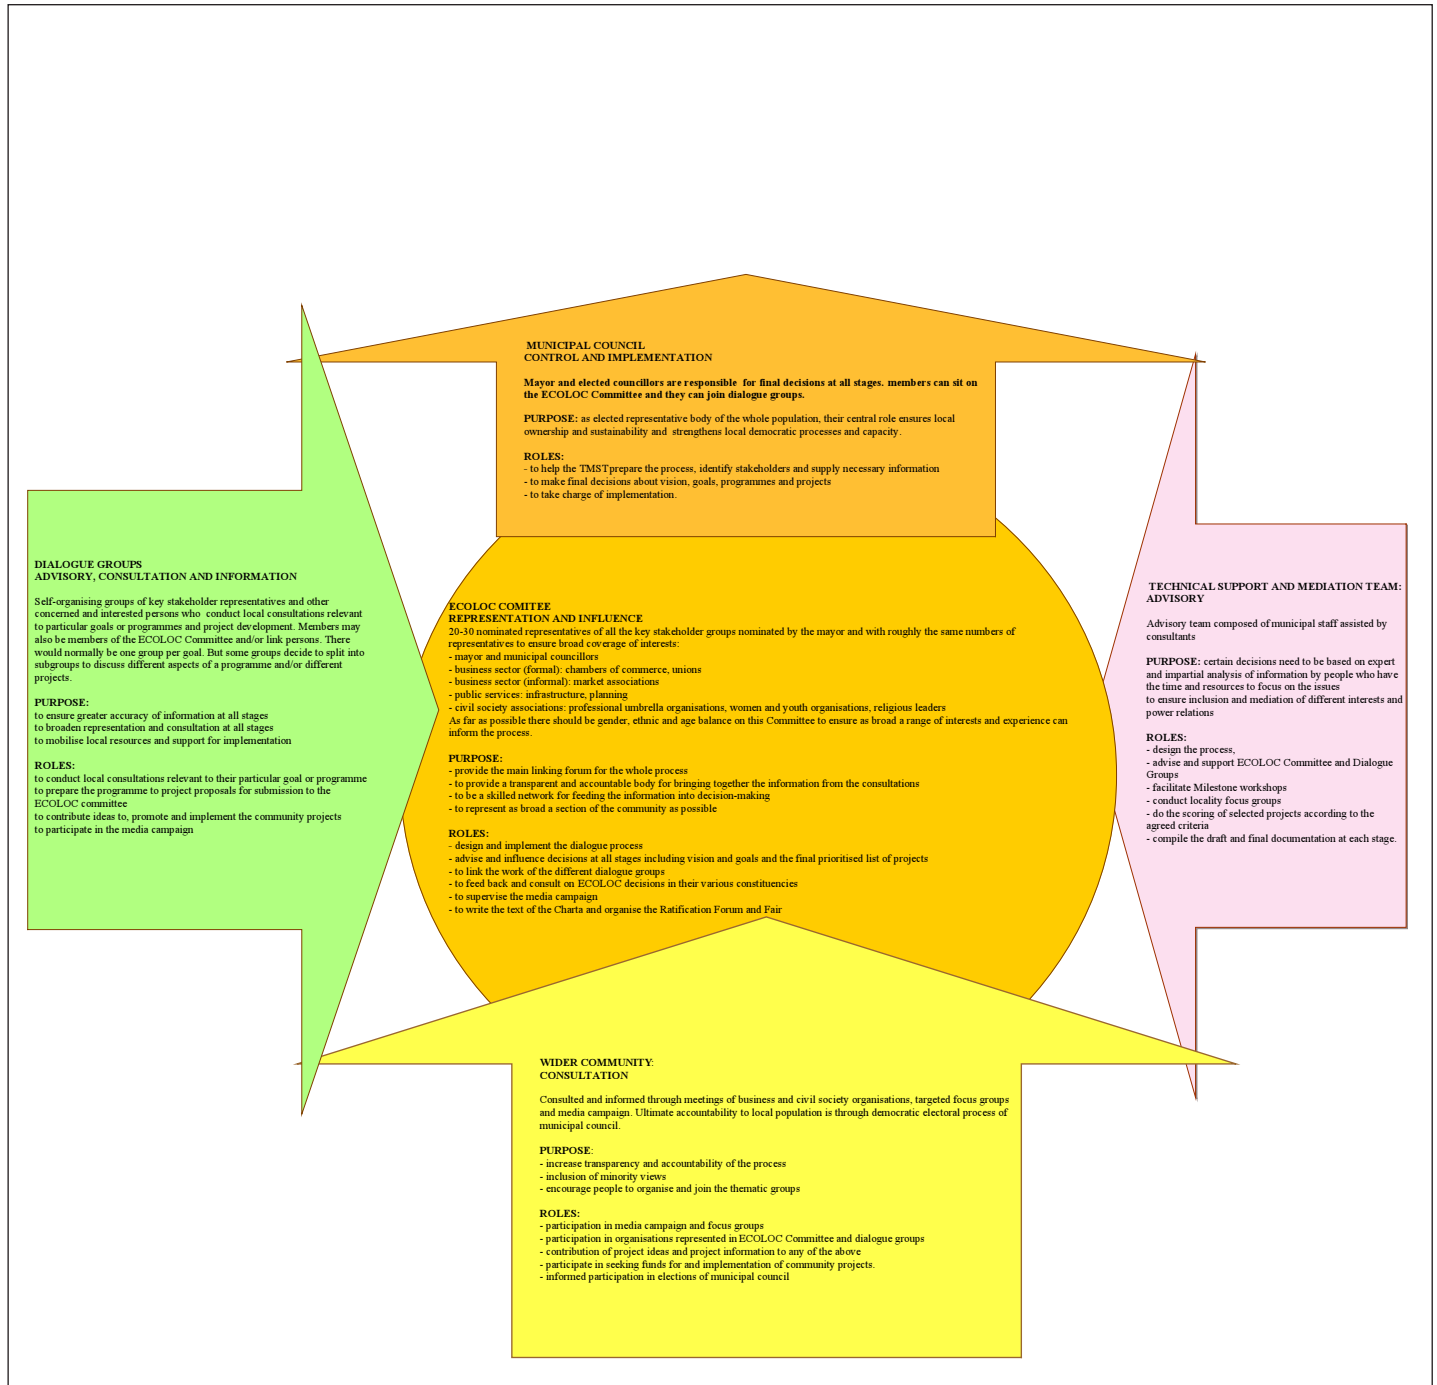 MUNICIPAL COUNCIL
CONTROL AND IMPLEMENTATION
Mayor and elected councillors are responsible for final decisions at all stages. members can sit on
the ECOLOC Committee and they can join dialogue groups.
PURPOSE: as elected representative body of the whole population, their central role ensures local
ownership and sustainability and strengthens local democratic processes and capacity.
ROLES:
- to help the TMSTprepare the process, identify stakeholders and supply necessary information
- to make final decisions about vision, goals, programmes and projects
- to take charge of implementation.
DIALOGUE GROUPS
ADVISORY, CONSULTATION AND INFORMATION
Self-organising groups of key stakeholder representatives and other
concerned and interested persons who conduct local consultations relevant
to particular goals or programmes and project development. Members may
also be members of the ECOLOC Committee and/or link persons. There
would normally be one group per goal. But some groups decide to split into
subgroups to discuss different aspects of a programme and/or different
projects.
PURPOSE:
to ensure greater accuracy of information at all stages
to broaden representation and consultation at all stages
to mobilise local resources and support for implementation
ROLES:
to conduct local consultations relevant to their particular goal or programme
to prepare the programme to project proposals for submission to the
ECOLOC committee
to contribute ideas to, promote and implement the community projects
to participate in the media campaign
ECOLOC COMITEE
REPRESENTATION AND INFLUENCE
20-30 nominated representatives of all the key stakeholder groups nominated by the mayor and with roughly the same numbers of
representatives to ensure broad coverage of interests:
- mayor and municipal councillors
- business sector (formal): chambers of commerce, unions
- business sector (informal): market associations
- public services: infrastructure, planning
- civil society associations: professional umbrella organisations, women and youth organisations, religious leaders
As far as possible there should be gender, ethnic and age balance on this Committee to ensure as broad a range of interests and experience can
inform the process.
PURPOSE:
- provide the main linking forum for the whole process
- to provide a transparent and accountable body for bringing together the information from the consultations
- to be a skilled network for feeding the information into decision-making
- to represent as broad a section of the community as possible
ROLES:
- design and implement the dialogue process
- advise and influence decisions at all stages including vision and goals and the final prioritised list of projects
- to link the work of the different dialogue groups
- to feed back and consult on ECOLOC decisions in their various constituencies
- to supervise the media campaign
- to write the text of the Charta and organise the Ratification Forum and Fair
TECHNICAL SUPPORT AND MEDIATION TEAM:
ADVISORY
Advisory team composed of municipal staff assisted by
consultants
PURPOSE: certain decisions need to be based on expert
and impartial analysis of information by people who have
the time and resources to focus on the issues
to ensure inclusion and mediation of different interests and
power relations
ROLES:
- design the process,
- advise and support ECOLOC Committee and Dialogue
Groups
- facilitate Milestone workshops
- conduct locality focus groups
- do the scoring of selected projects according to the
agreed criteria
- compile the draft and final documentation at each stage.
WIDER COMMUNITY:
CONSULTATION
Consulted and informed through meetings of business and civil society organisations, targeted focus groups
and media campaign. Ultimate accountability to local population is through democratic electoral process of
municipal council.
PURPOSE:
- increase transparency and accountability of the process
- inclusion of minority views
- encourage people to organise and join the thematic groups
ROLES:
- participation in media campaign and focus groups
- participation in organisations represented in ECOLOC Committee and dialogue groups
- contribution of project ideas and project information to any of the above
- participate in seeking funds for and implementation of community projects.
- informed participation in elections of municipal council